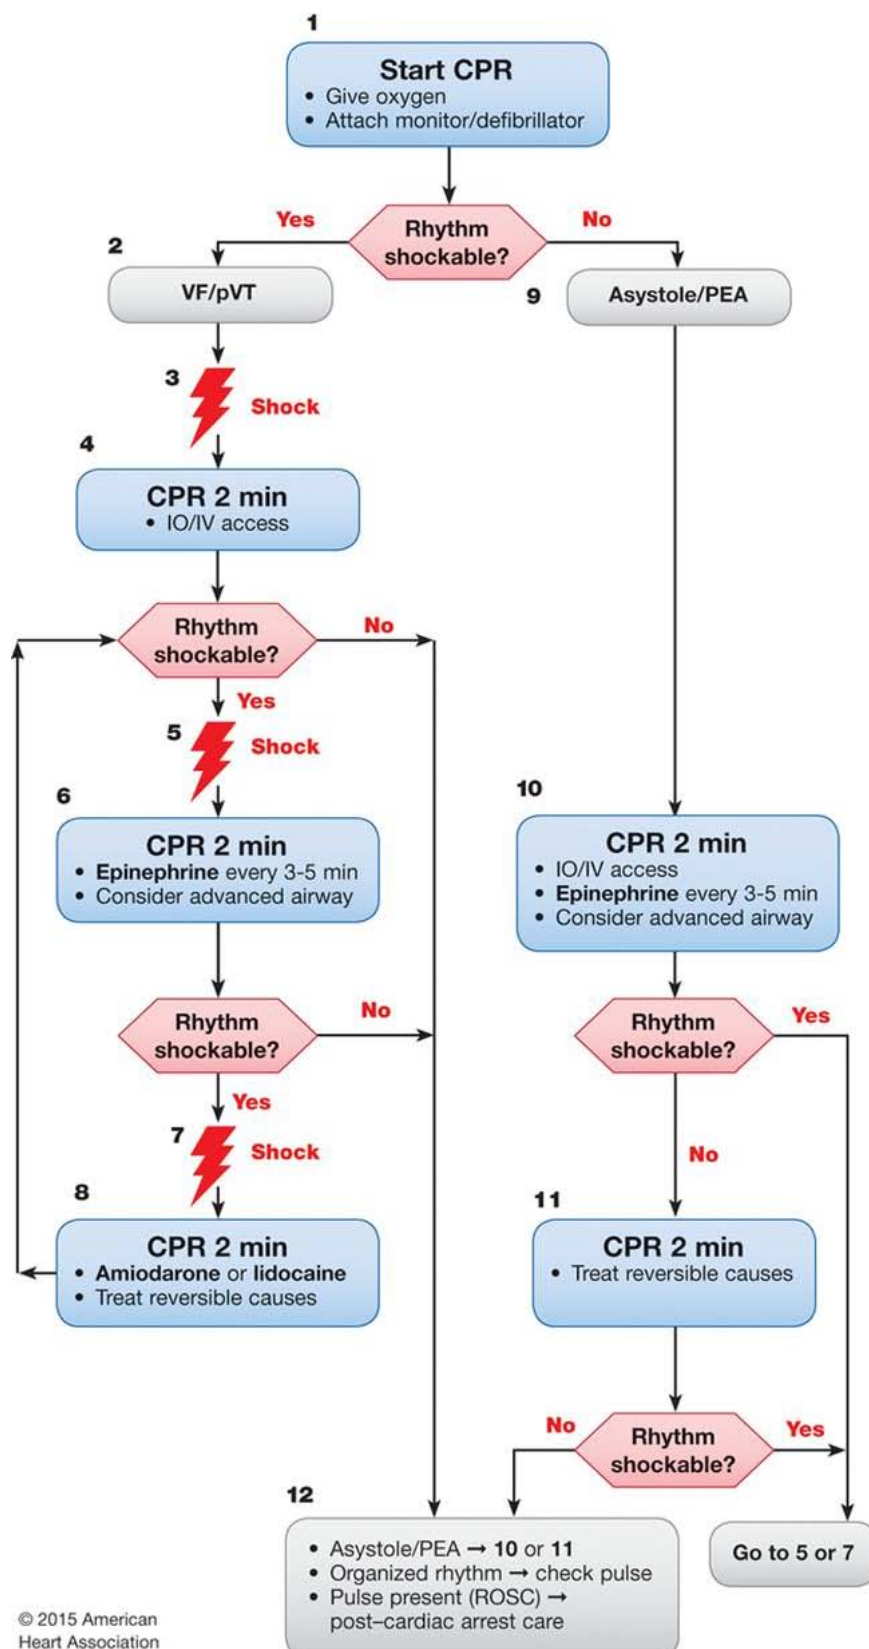 1
Start CPR
• Give oxygen
• Attach monitor/defibrillator
Rhythm
shockable?
Yes
No
2
VF/pVT
9
Asystole/PEA
3
Shock
4
CPR 2 min
• IO/IV access
Rhythm
shockable?
No
Yes
5
Shock
6
CPR 2 min
• Epinephrine every 3-5 min
• Consider advanced airway
Rhythm
shockable?
No
Yes
7
Shock
8
CPR 2 min
• Amiodarone or lidocaine
• Treat reversible causes
10
CPR 2 min
• IO/IV access
• Epinephrine every 3-5 min
• Consider advanced airway
Rhythm
shockable?
Yes
No
11
CPR 2 min
• Treat reversible causes
Rhythm
shockable?
No
Yes
12
• Asystole/PEA → 10 or 11
• Organized rhythm → check pulse
• Pulse present (ROSC) →
post–cardiac arrest care
Go to 5 or 7
© 2015 American
Heart Association